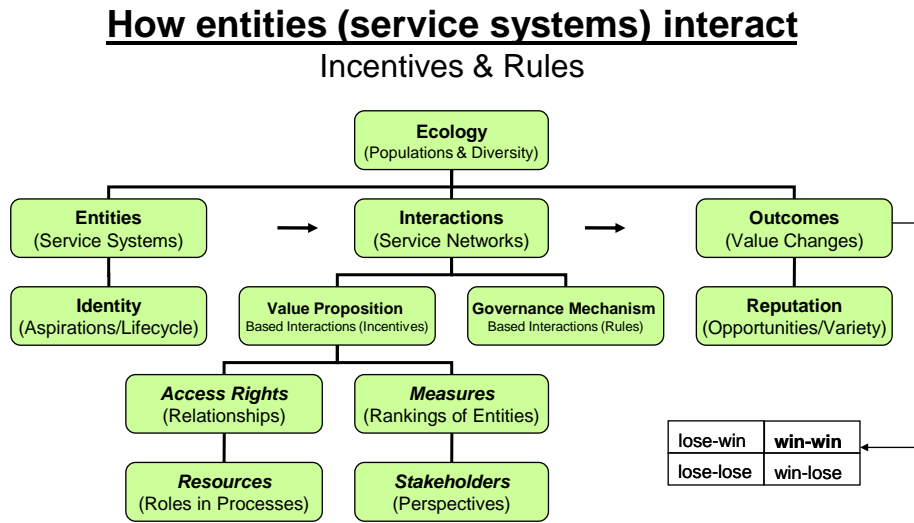 How entities (service systems) interact
Incentives & Rules
Ecology
(Populations & Diversity)
Entities
(Service Systems)
Interactions
(Service Networks)
Outcomes
(Value Changes)
Identity
(Aspirations/Lifecycle)
Value Proposition
Based Interactions (Incentives)
Governance Mechanism
Based Interactions (Rules)
Reputation
(Opportunities/Variety)
Access Rights
(Relationships)
Measures
(Rankings of Entities)
Resources
(Roles in Processes)
Stakeholders
(Perspectives)
lose-win
win-win
lose-lose
win-lose